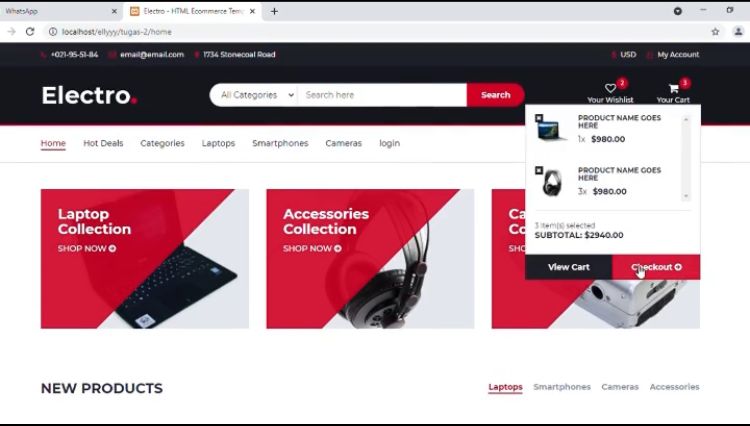 WhatsApp
Electro - HTML Ecommerce Temp
localhost/ellyyy/tugas-2/home
+021-95-51-84 email@email.com 1734 Stonecoal Road
$ USD My Account
Electro.
All Categories Search here Search
2
Your Wishlist
3
Your Cart
Home Hot Deals Categories Laptops Smartphones Cameras login
PRODUCT NAME GOES
HERE
1x $980.00
PRODUCT NAME GOES
HERE
3x $980.00
3 Item(s) selected
SUBTOTAL: $2940.00
View Cart Checkout
Laptop
Collection
SHOP NOW
Accessories
Collection
SHOP NOW
Ca
Co
SHOP NOW
NEW PRODUCTS
Laptops Smartphones Cameras Accessories